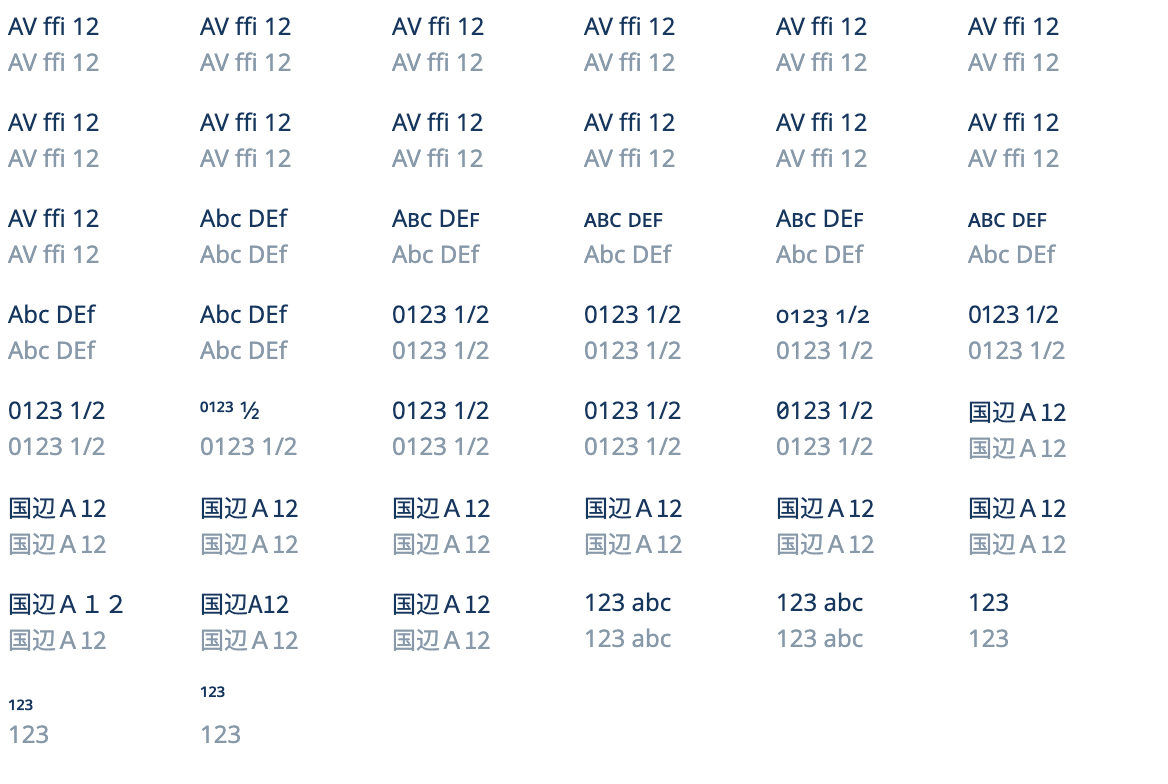 AV ffi 12 AV ffi 12 AV ffi 12 AV ffi 12 AV ffi 12 AV ffi 12
AV ffi 12 AV ffi 12 AV ffi 12 AV ffi 12 AV ffi 12 AV ffi 12
AV ffi 12 AV ffi 12 AV ffi 12 AV ffi 12 AV ffi 12 AV ffi 12
AV ffi 12 AV ffi 12 AV ffi 12 AV ffi 12 AV ffi 12 AV ffi 12
AV ffi 12 Abc DEf ABC DEF ABC DEF ABC DEF ABC DEF
AV ffi 12 Abc DEf Abc DEf Abc DEf Abc DEf Abc DEf
Abc DEf Abc DEf 0123 1/2 0123 1/2 0123 1/2 0123 1/2
Abc DEf Abc DEf 0123 1/2 0123 1/2 0123 1/2 0123 1/2
0123 1/2 ⁰¹²³ ½ 0123 1/2 0123 1/2 0123 1/2 国辺Ａ12
0123 1/2 0123 1/2 0123 1/2 0123 1/2 0123 1/2 国辺Ａ12
国辺Ａ12 国辺Ａ12 国辺Ａ12 国辺Ａ12 国辺Ａ12 国辺Ａ12
国辺Ａ12 国辺Ａ12 国辺Ａ12 国辺Ａ12 国辺Ａ12 国辺Ａ12
国辺Ａ１２ 国辺A12 国辺Ａ12 123 abc 123 abc 123
国辺Ａ12 国辺Ａ12 国辺Ａ12 123 abc 123 abc 123
₁₂₃ ¹²³
123 123